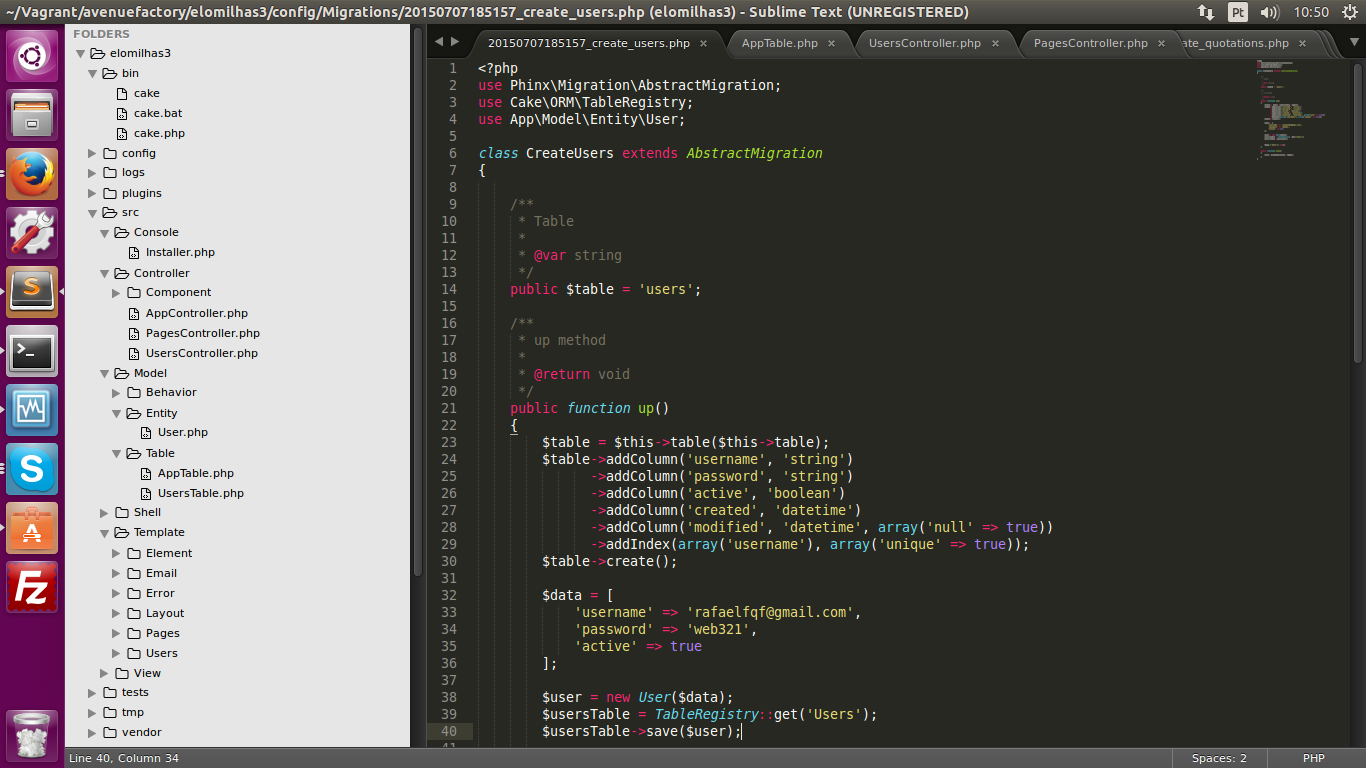 ~/Vagrant/avenuefactory/elomilhas3/config/Migrations/20150707185157_create_users.php (elomilhas3) - Sublime Text (UNREGISTERED)
Pt
10:50
FOLDERS
elomilhas3
bin
cake
cake.bat
cake.php
config
logs
plugins
src
Console
Installer.php
Controller
Component
AppController.php
PagesController.php
UsersController.php
Model
Behavior
Entity
User.php
Table
AppTable.php
UsersTable.php
Shell
Template
Element
Email
Error
Layout
Pages
Users
View
tests
tmp
vendor
20150707185157_create_users.php × AppTable.php × UsersController.php × PagesController.php × ate_quotations.php ×
1 <?php
2 use Phinx\Migration\AbstractMigration;
3 use Cake\ORM\TableRegistry;
4 use App\Model\Entity\User;
5
6 class CreateUsers extends AbstractMigration
7 {
8
9 /**
10 * Table
11 *
12 * @var string
13 */
14 public $table = 'users';
15
16 /**
17 * up method
18 *
19 * @return void
20 */
21 public function up()
22 {
23 $table = $this->table($this->table);
24 $table->addColumn('username', 'string')
25 ->addColumn('password', 'string')
26 ->addColumn('active', 'boolean')
27 ->addColumn('created', 'datetime')
28 ->addColumn('modified', 'datetime', array('null' => true))
29 ->addIndex(array('username'), array('unique' => true));
30 $table->create();
31
32 $data = [
33 'username' => 'rafaelfqf@gmail.com',
34 'password' => 'web321',
35 'active' => true
36 ];
37
38 $user = new User($data);
39 $usersTable = TableRegistry::get('Users');
40 $usersTable->save($user);
41
Line 40, Column 34
Spaces: 2
PHP